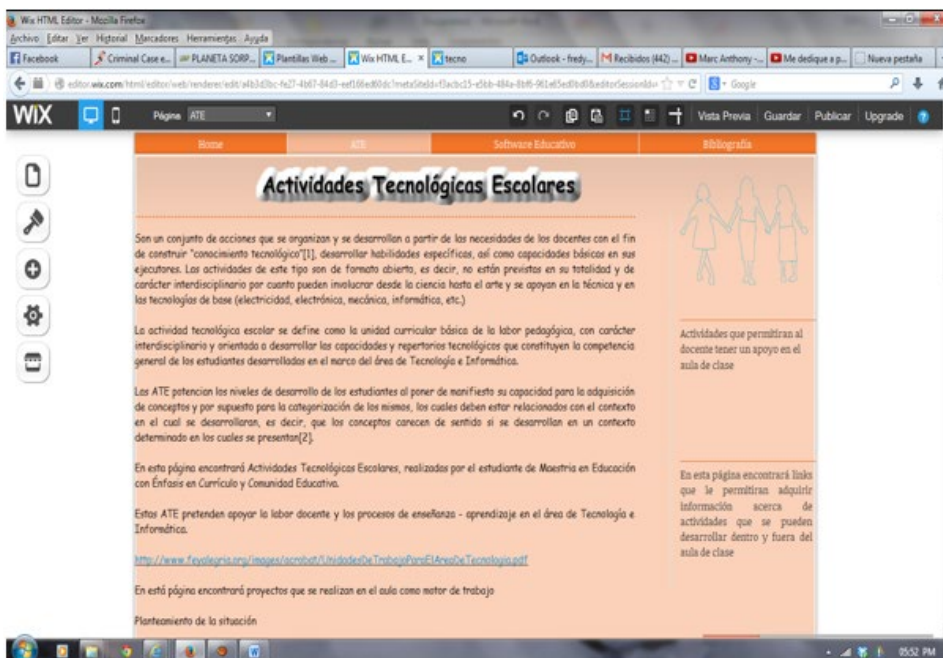 Wix HTML Editor - Mozilla Firefox
Archivo Editar Ver Historial Marcadores Herramientas Ayuda
Facebook Criminal Case e... PLANETA SORP... Plantillas Web ... Wix HTML E... × tecno Outlook - fredy... Recibidos (442) ... Marc Anthony -... Me dedique a p... Nueva pestaña
editor.wix.com/html/editor/web/renderer/edit/ Google
WiX Página ATE Vista Previa Guardar Publicar Upgrade ?
Home ATE Software Educativo Bibliografía
Actividades Tecnológicas Escolares
Son un conjunto de acciones que se organizan y se desarrollan a partir de las necesidades de los docentes con el fin
de construir "conocimiento tecnológico"[1], desarrollar habilidades específicas, así como capacidades básicas en sus
ejecutores. Las actividades de este tipo son de formato abierto, es decir, no están previstas en su totalidad y de
carácter interdisciplinario por cuanto pueden involucrar desde la ciencia hasta el arte y se apoyan en la técnica y en
las tecnologías de base (electricidad, electrónica, mecánica, informática, etc.)
La actividad tecnológica escolar se define como la unidad curricular básica de la labor pedagógica, con carácter
interdisciplinario y orientada a desarrollar las capacidades y repertorios tecnológicos que constituyen la competencia
general de los estudiantes desarrolladas en el marco del área de Tecnología e Informática.
Las ATE potencian los niveles de desarrollo de los estudiantes al poner de manifiesto su capacidad para la adquisición
de conceptos y por supuesto para la categorización de los mismos, los cuales deben estar relacionados con el contexto
en el cual se desarrollaran, es decir, que los conceptos carecen de sentido si se desarrollan en un contexto
determinado en los cuales se presentan[2].
En esta página encontrará Actividades Tecnológicas Escolares, realizadas por el estudiante de Maestria en Educación
con Énfasis en Currículo y Comunidad Educativa.
Estas ATE pretenden apoyar la labor docente y los procesos de enseñanza - aprendizaje en el área de Tecnología e
Informática.
http://www.feyalegria.org/images/acrobat/UnidadesDeTrabajoParaElAreaDeTecnologia.pdf
En está página encontrará proyectos que se realizan en el aula como motor de trabajo
Planteamiento de la situación
Actividades que permitiran al
docente tener un apoyo en el
aula de clase
En esta página encontrará links
que le permitiran adquirir
información acerca de
actividades que se pueden
desarrollar dentro y fuera del
aula de clase
05:52 PM